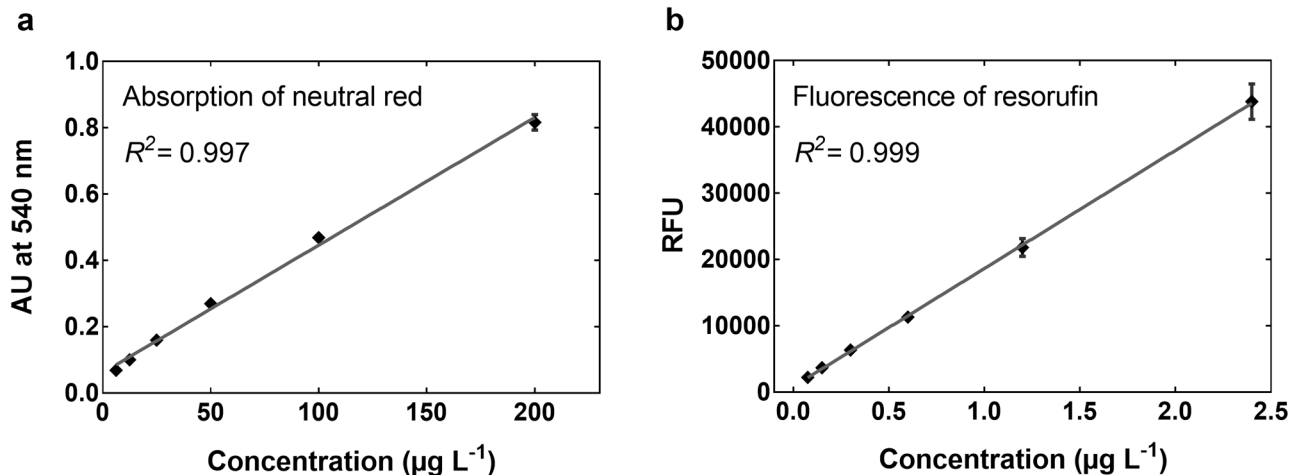 a
Absorption of neutral red
R²= 0.997
AU at 540 nm
1.0
0.8
0.6
0.4
0.2
0.0
0
50
100
150
200
Concentration (µg L⁻¹)
b
Fluorescence of resorufin
R²= 0.999
RFU
50000
40000
30000
20000
10000
0
0.0
0.5
1.0
1.5
2.0
2.5
Concentration (µg L⁻¹)